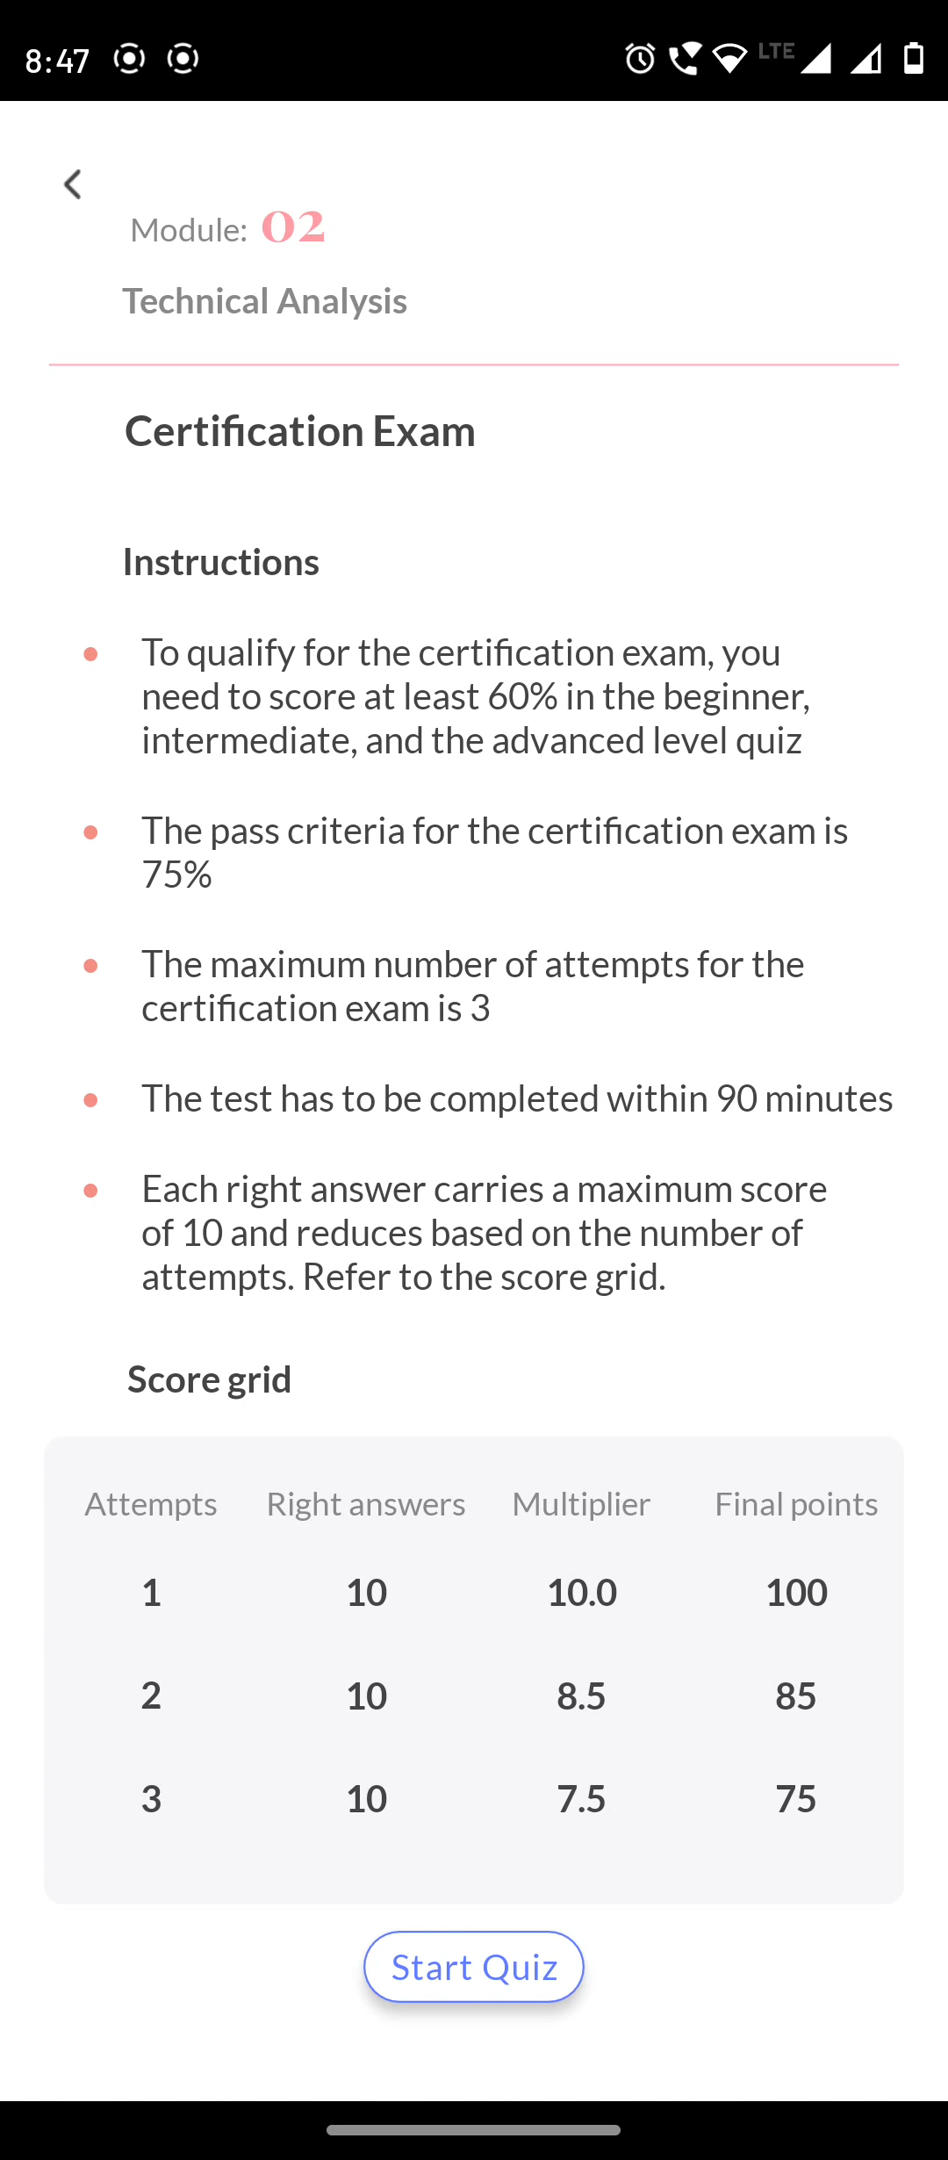 8:47
LTE
Module: 02
Technical Analysis
Certification Exam
Instructions
To qualify for the certification exam, you
need to score at least 60% in the beginner,
intermediate, and the advanced level quiz
The pass criteria for the certification exam is
75%
The maximum number of attempts for the
certification exam is 3
The test has to be completed within 90 minutes
Each right answer carries a maximum score
of 10 and reduces based on the number of
attempts. Refer to the score grid.
Score grid
Attempts Right answers Multiplier Final points
1 10 10.0 100
2 10 8.5 85
3 10 7.5 75
Start Quiz